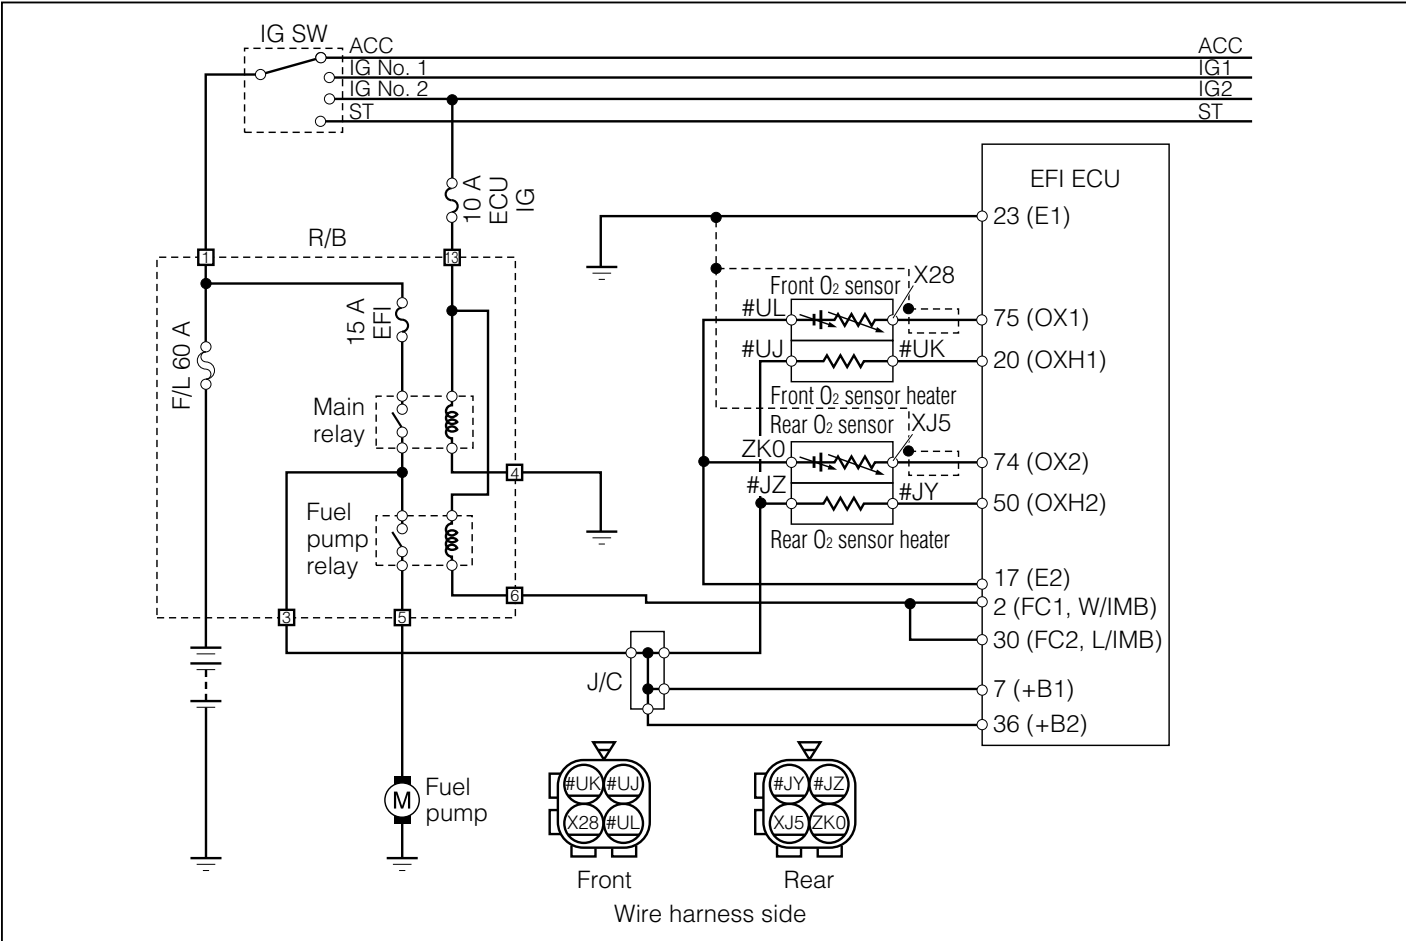 IG SW
ACC
ACC
IG No. 1
IG1
IG No. 2
IG2
ST
ST
10 A
ECU
IG
EFI ECU
23 (E1)
R/B
1
13
X28
Front O2 sensor
#UL
75 (OX1)
15 A
EFI
F/L 60 A
#UJ
#UK
20 (OXH1)
Front O2 sensor heater
Main
relay
Rear O2 sensor
XJ5
ZK0
74 (OX2)
4
#JZ
#JY
50 (OXH2)
Fuel
pump
relay
Rear O2 sensor heater
17 (E2)
6
2 (FC1, W/IMB)
3
5
30 (FC2, L/IMB)
J/C
7 (+B1)
36 (+B2)
M
Fuel
pump
#UK #UJ
X28 #UL
#JY #JZ
XJ5 ZK0
Front
Rear
Wire harness side